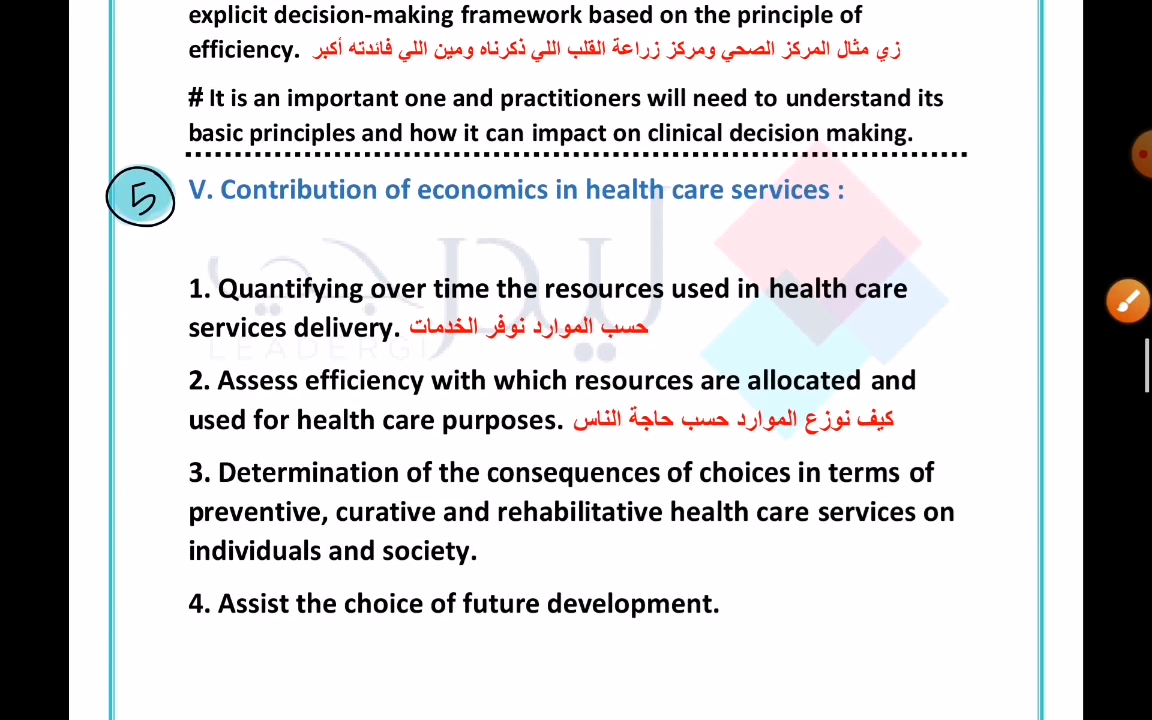 explicit decision-making framework based on the principle of
efficiency. زي مثال المركز الصحي ومركز زراعة القلب اللي ذكرناه ومين اللي فائدته أكبر
# It is an important one and practitioners will need to understand its
basic principles and how it can impact on clinical decision making.
5 V. Contribution of economics in health care services :
ليدرجي
1. Quantifying over time the resources used in health care
services delivery. حسب الموارد نوفر الخدمات
LEADERGI
2. Assess efficiency with which resources are allocated and
used for health care purposes. كيف نوزع الموارد حسب حاجة الناس
3. Determination of the consequences of choices in terms of
preventive, curative and rehabilitative health care services on
individuals and society.
4. Assist the choice of future development.